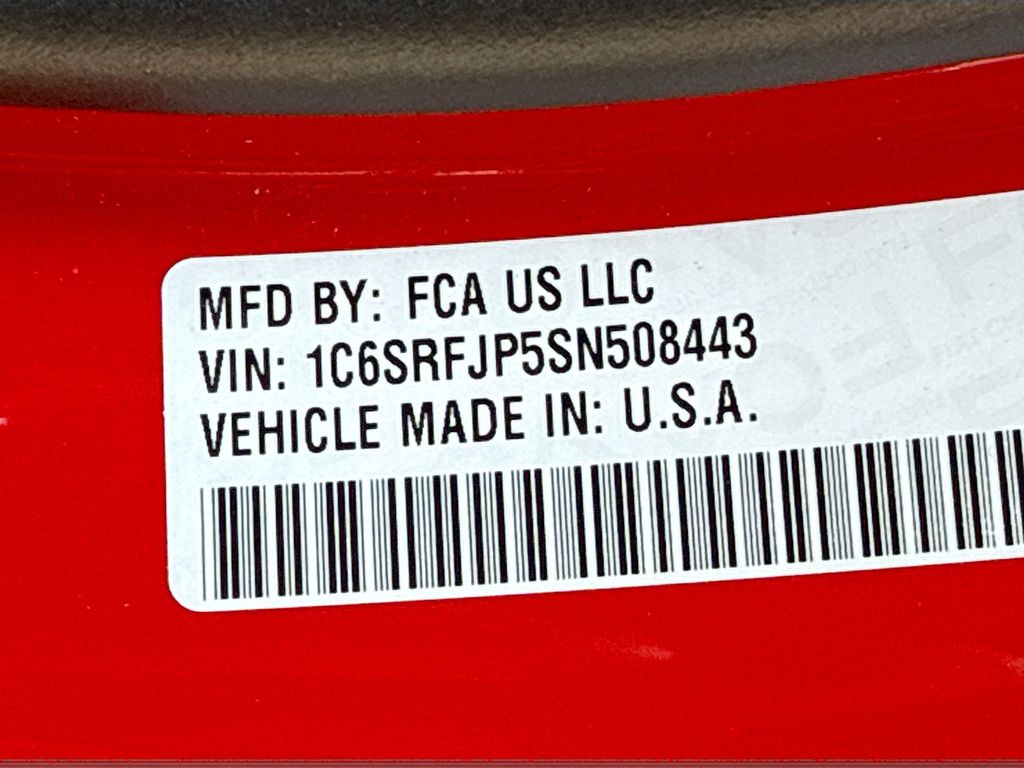 MFD BY: FCA US LLC
VIN: 1C6SRFJP5SN508443
VEHICLE MADE IN: U.S.A.